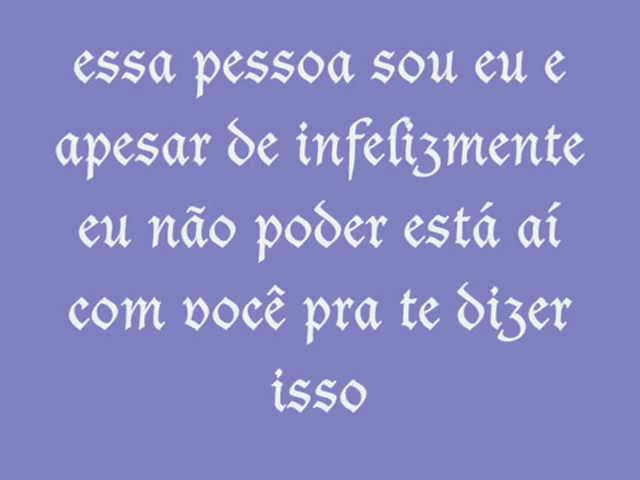 essa pessoa sou eu e
apesar de infelizmente
eu não poder está aí
com você pra te dizer
isso